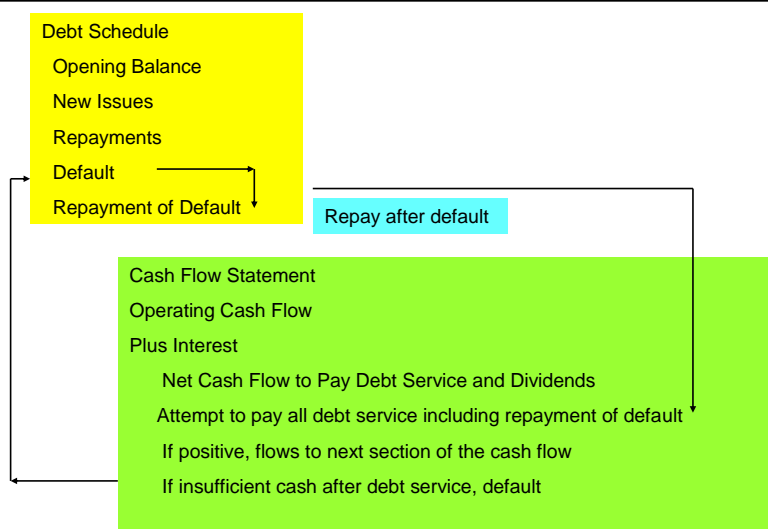 Debt Schedule
Opening Balance
New Issues
Repayments
Default
Repayment of Default
Repay after default
Cash Flow Statement
Operating Cash Flow
Plus Interest
Net Cash Flow to Pay Debt Service and Dividends
Attempt to pay all debt service including repayment of default
If positive, flows to next section of the cash flow
If insufficient cash after debt service, default